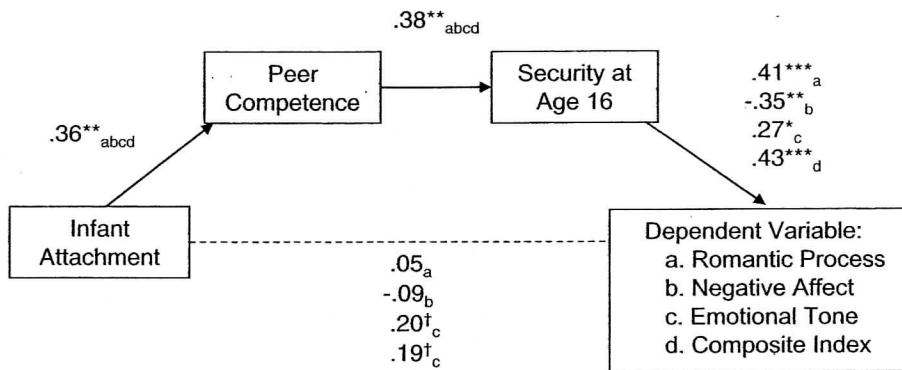 .38**abcd
Peer
Competence
Security at
Age 16
.41***a
-.35**b
.27*c
.43***d
.36**abcd
Infant
Attachment
.05a
-.09b
.20†c
.19†c
Dependent Variable:
a. Romantic Process
b. Negative Affect
c. Emotional Tone
d. Composite Index